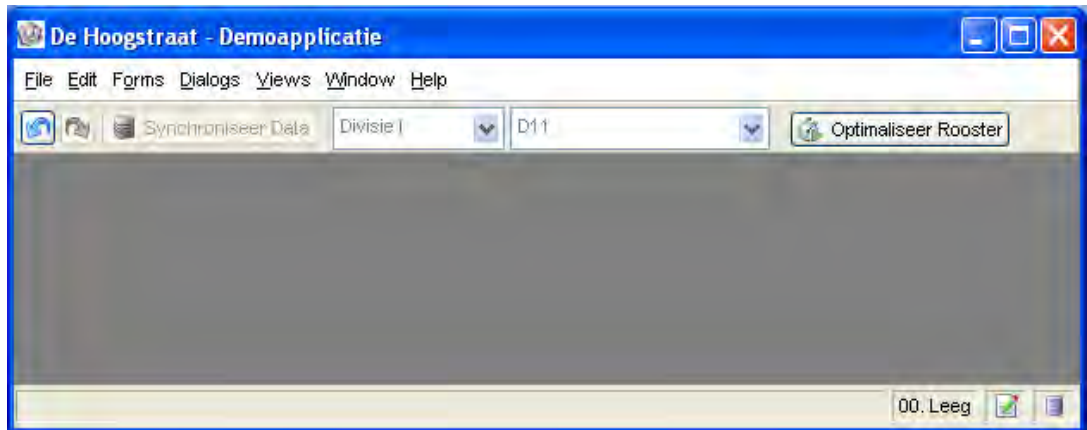 De Hoogstraat - Demoapplicatie
File Edit Forms Dialogs Views Window Help
Synchroniseer Data Divisie I D11 Optimaliseer Rooster
00. Leeg